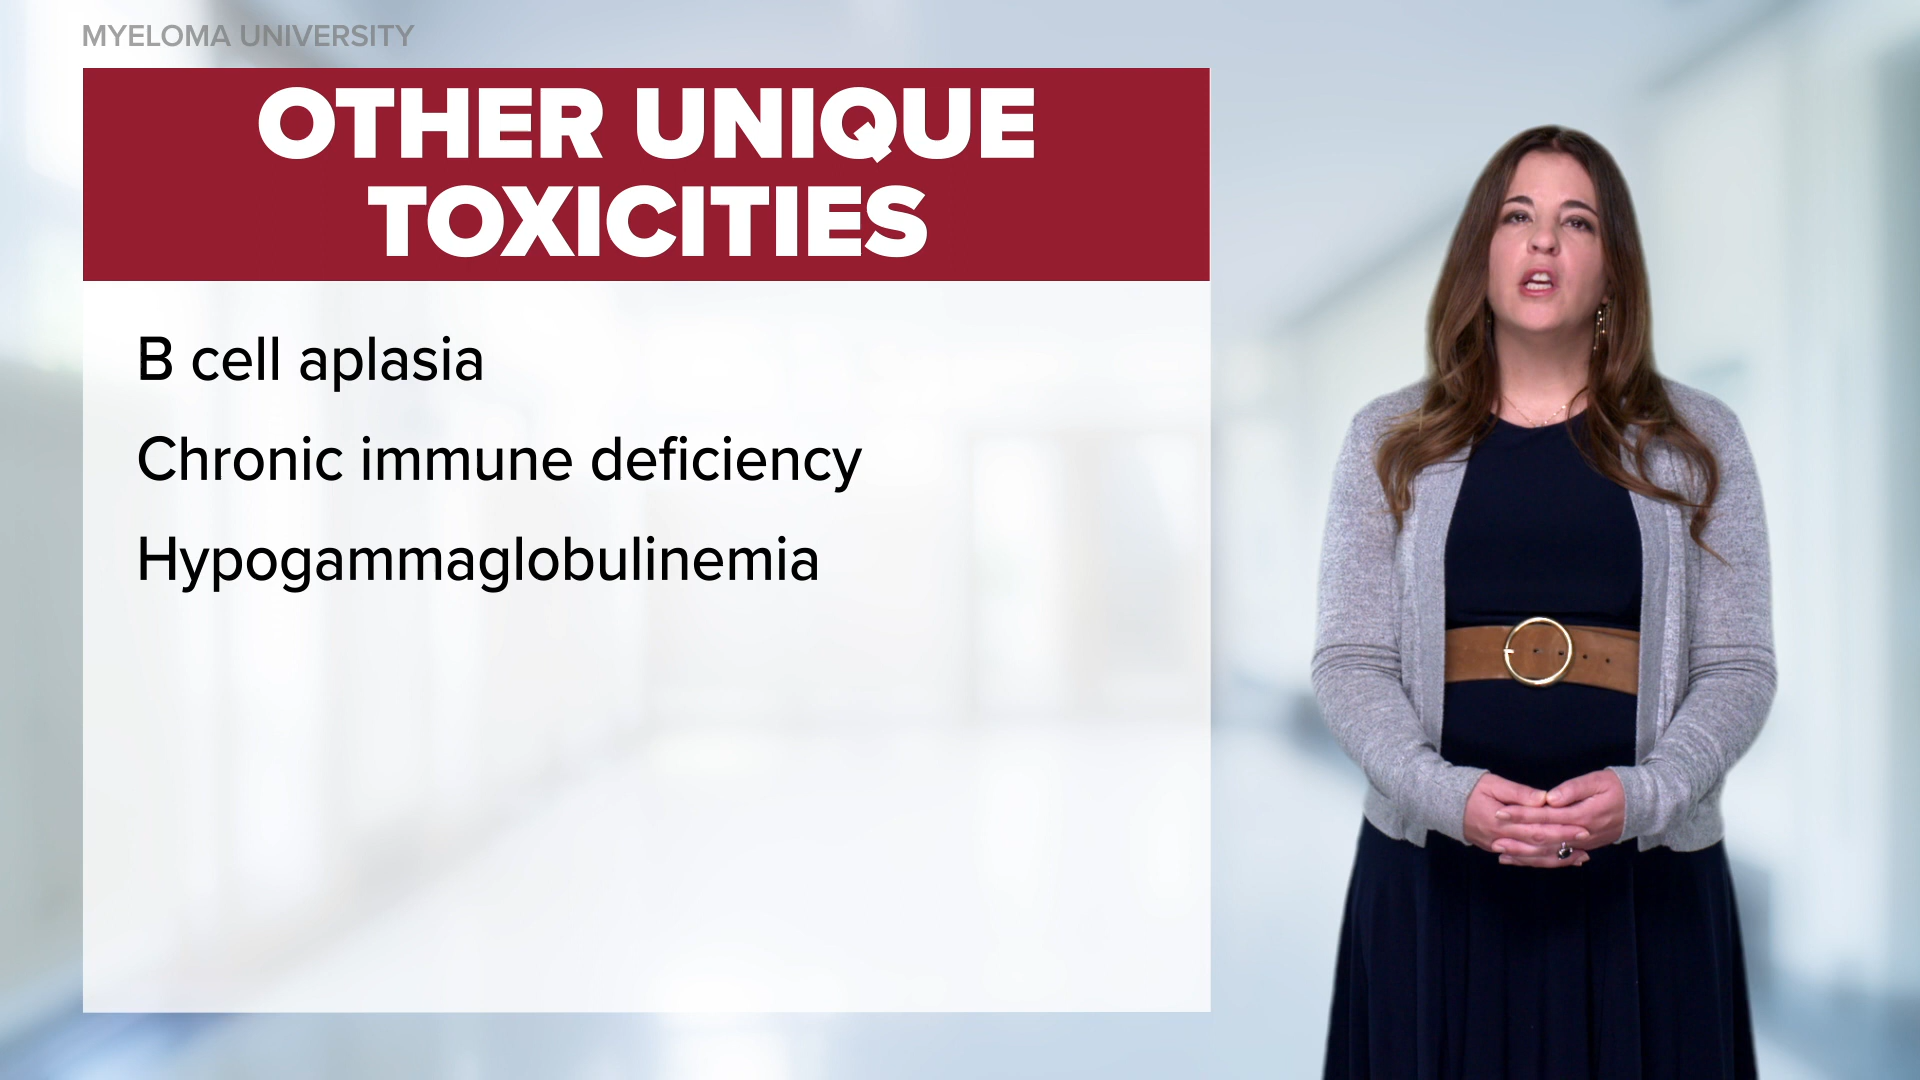 MYELOMA UNIVERSITY
OTHER UNIQUE
TOXICITIES
B cell aplasia
Chronic immune deficiency
Hypogammaglobulinemia